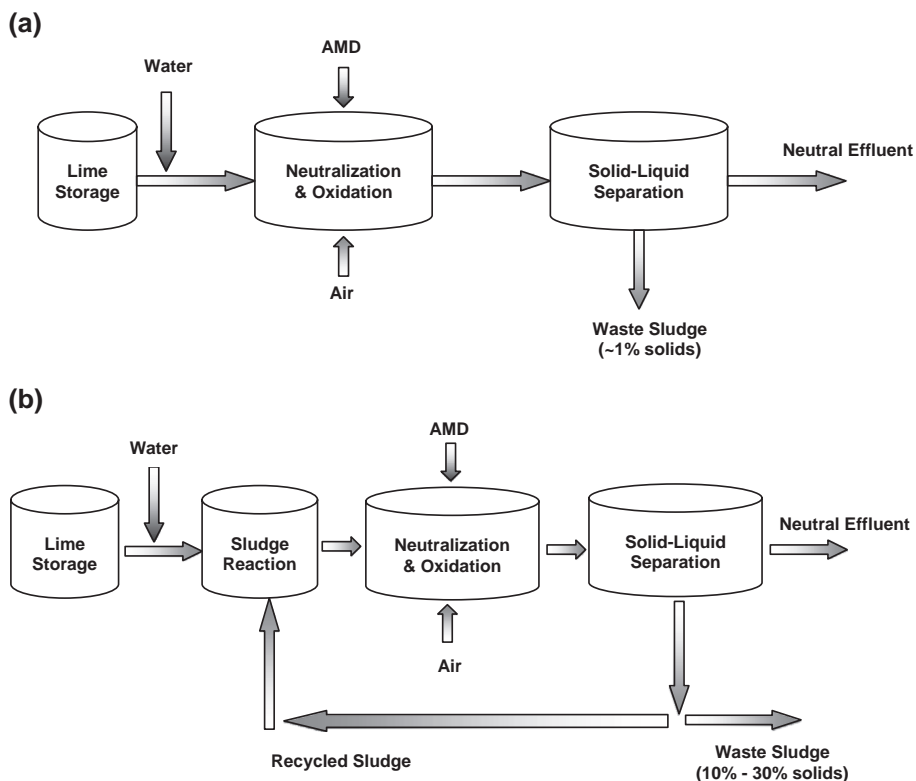 (a)
AMD
Water
Lime
Storage
Neutralization
& Oxidation
Solid-Liquid
Separation
Neutral Effluent
Air
Waste Sludge
(~1% solids)
(b)
AMD
Water
Lime
Storage
Sludge
Reaction
Neutralization
& Oxidation
Solid-Liquid
Separation
Neutral Effluent
Air
Recycled Sludge
Waste Sludge
(10% - 30% solids)